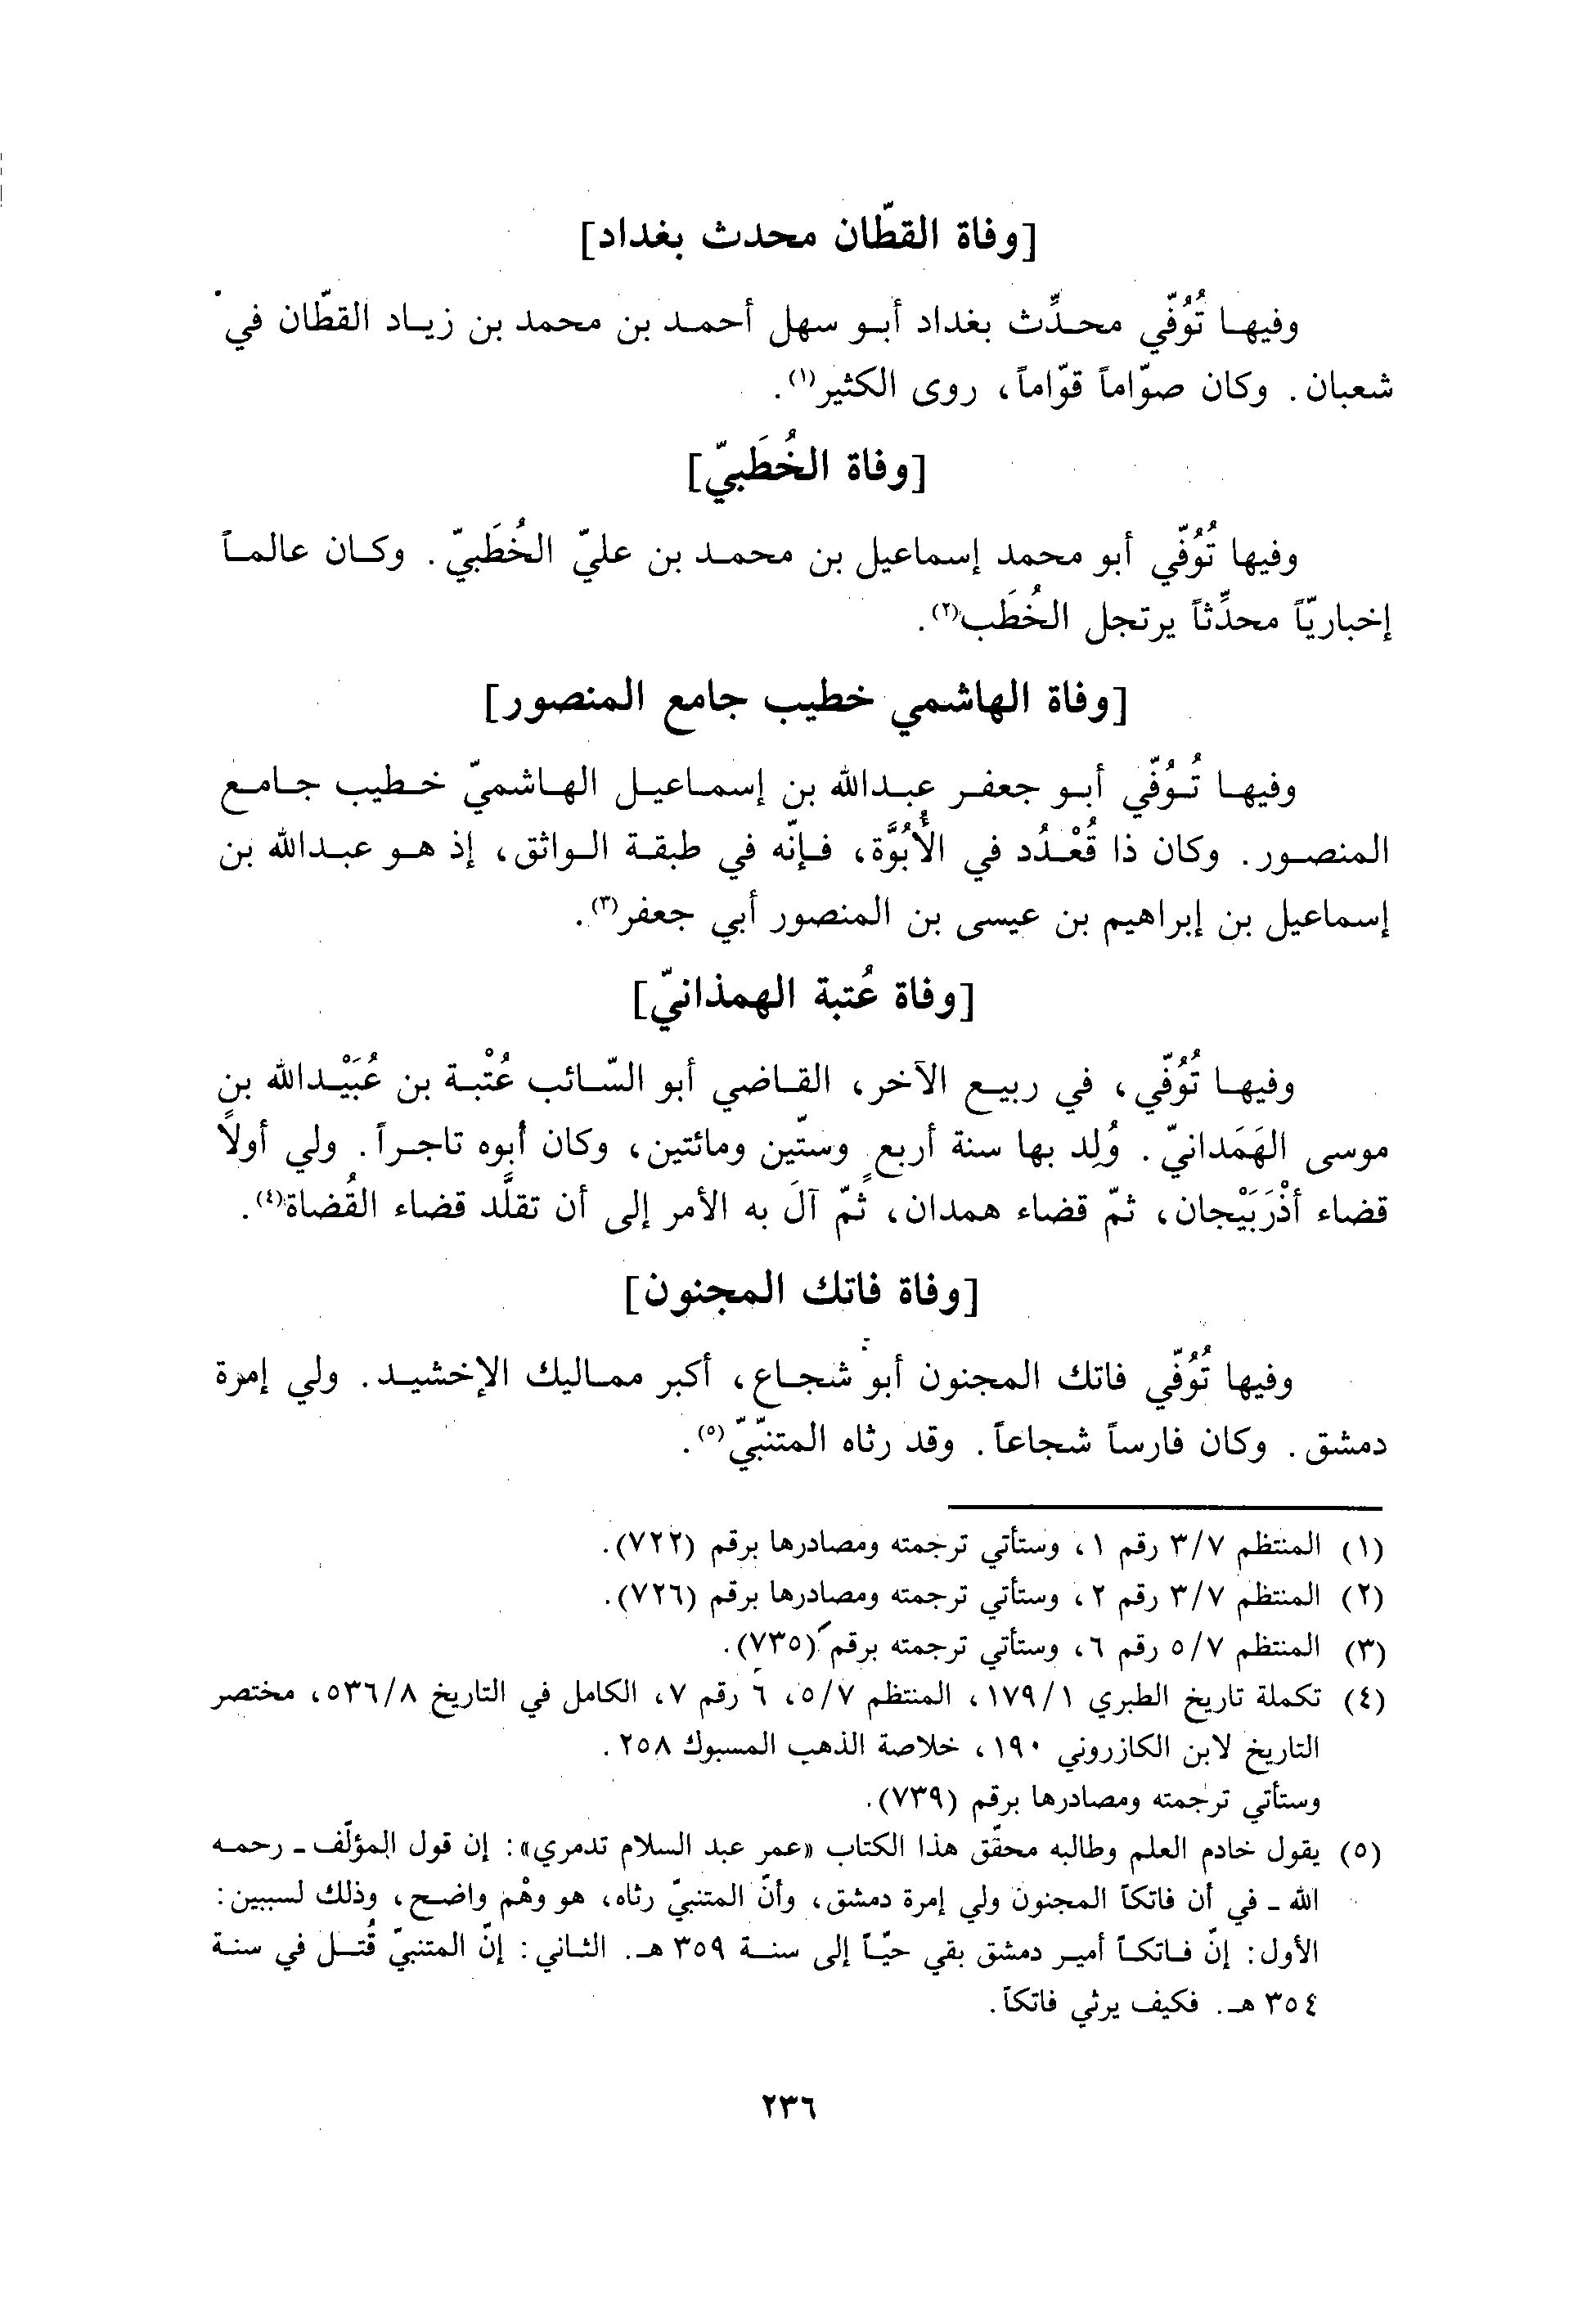 [وفاة القطّان محدث بغداد]
وفيها تُوُفّي محدِّث بغداد أبو سهل أحمد بن محمد بن زياد القطّان في
شعبان. وكان صوّاماً قوّاماً، روى الكثير(١).
[وفاة الخُطَبيّ]
وفيها تُوُفّي أبو محمد إسماعيل بن محمد بن عليّ الخُطَبيّ. وكان عالماً
إخباريّاً محدِّثاً يرتجل الخُطَب(٢).
[وفاة الهاشمي خطيب جامع المنصور]
وفيها تُوُفّي أبو جعفر عبدالله بن إسماعيل الهاشميّ خطيب جامع
المنصور. وكان ذا قُعْدُد في الأُبُوَّة، فإنّه في طبقة الواثق، إذ هو عبدالله بن
إسماعيل بن إبراهيم بن عيسى بن المنصور أبي جعفر(٣).
[وفاة عُتبة الهمذانيّ]
وفيها تُوُفّي، في ربيع الآخر، القاضي أبو السّائب عُتْبة بن عُبَيْدالله بن
موسى الهَمَدانيّ. وُلِد بها سنة أربعٍ وستّين ومائتين، وكان أبوه تاجراً. ولي أولاً
قضاء أذْرَبَيْجان، ثمّ قضاء همدان، ثمّ آلَ به الأمر إلى أن تقلَّد قضاء القُضاة(٤).
[وفاة فاتك المجنون]
وفيها تُوُفّي فاتك المجنون أبو شجاع، أكبر مماليك الإخشيد. ولي إمرة
دمشق. وكان فارساً شجاعاً. وقد رثاه المتنبّيّ(٥).
(١) المنتظم ٣/٧ رقم ١، وستأتي ترجمته ومصادرها برقم (٧٢٢).
(٢) المنتظم ٣/٧ رقم ٢، وستأتي ترجمته ومصادرها برقم (٧٢٦).
(٣) المنتظم ٥/٧ رقم ٦، وستأتي ترجمته برقم (٧٣٥).
(٤) تكملة تاريخ الطبري ١٧٩/١، المنتظم ٥/٧، ٦ رقم ٧، الكامل في التاريخ ٥٣٦/٨، مختصر
التاريخ لابن الكازروني ١٩٠، خلاصة الذهب المسبوك ٢٥٨.
وستأتي ترجمته ومصادرها برقم (٧٣٩).
(٥) يقول خادم العلم وطالبه محقّق هذا الكتاب «عمر عبد السلام تدمري»: إن قول المؤلّف ـ رحمه
الله ـ في أن فاتكاً المجنون ولي إمرة دمشق، وأنّ المتنبيّ رثاه، هو وهْم واضح، وذلك لسببين:
الأول: إنّ فاتكاً أمير دمشق بقي حيّاً إلى سنة ٣٥٩ هـ. الثاني: إنّ المتنبيّ قُتل في سنة
٣٥٤ هـ. فكيف يرثي فاتكاً.
٢٣٦